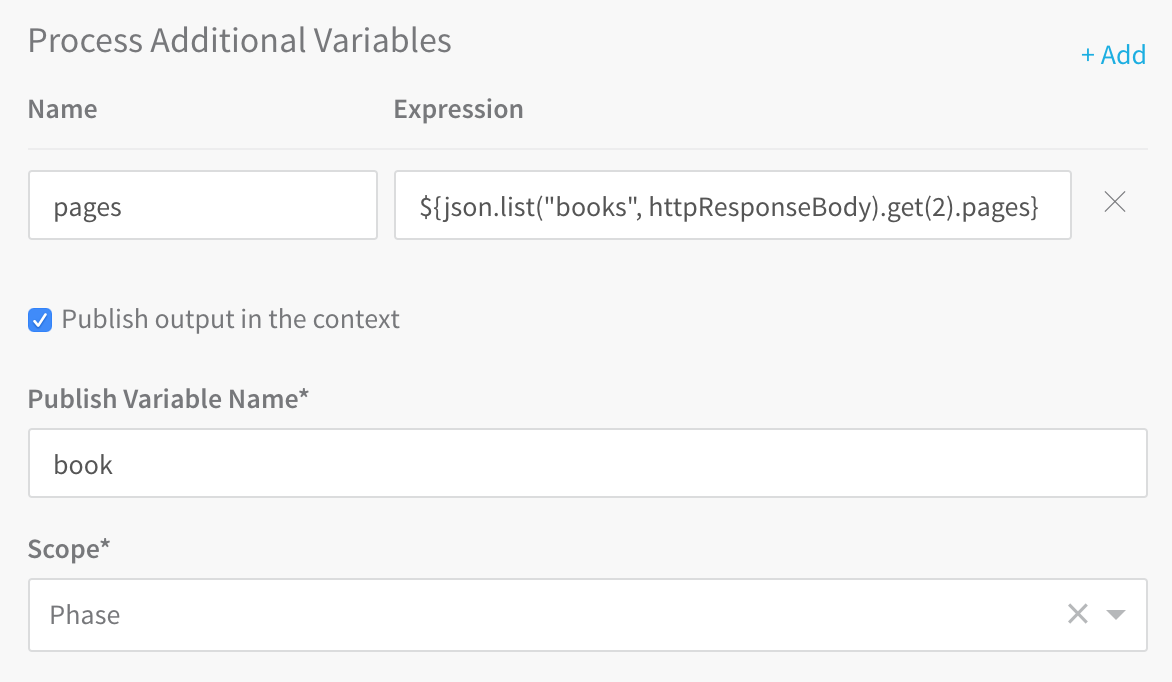 Process Additional Variables
+ Add
Name Expression
pages ${json.list("books", httpResponseBody).get(2).pages}
Publish output in the context
Publish Variable Name*
book
Scope*
Phase